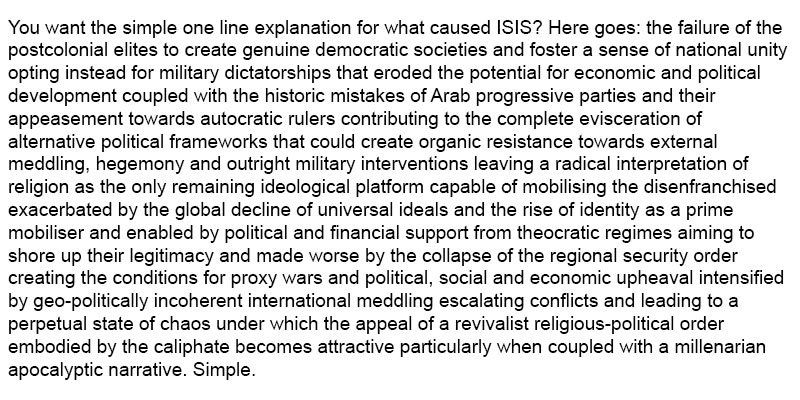 You want the simple one line explanation for what caused ISIS? Here goes: the failure of the
postcolonial elites to create genuine democratic societies and foster a sense of national unity
opting instead for military dictatorships that eroded the potential for economic and political
development coupled with the historic mistakes of Arab progressive parties and their
appeasement towards autocratic rulers contributing to the complete evisceration of
alternative political frameworks that could create organic resistance towards external
meddling, hegemony and outright military interventions leaving a radical interpretation of
religion as the only remaining ideological platform capable of mobilising the disenfranchised
exacerbated by the global decline of universal ideals and the rise of identity as a prime
mobiliser and enabled by political and financial support from theocratic regimes aiming to
shore up their legitimacy and made worse by the collapse of the regional security order
creating the conditions for proxy wars and political, social and economic upheaval intensified
by geo-politically incoherent international meddling escalating conflicts and leading to a
perpetual state of chaos under which the appeal of a revivalist religious-political order
embodied by the caliphate becomes attractive particularly when coupled with a millenarian
apocalyptic narrative. Simple.